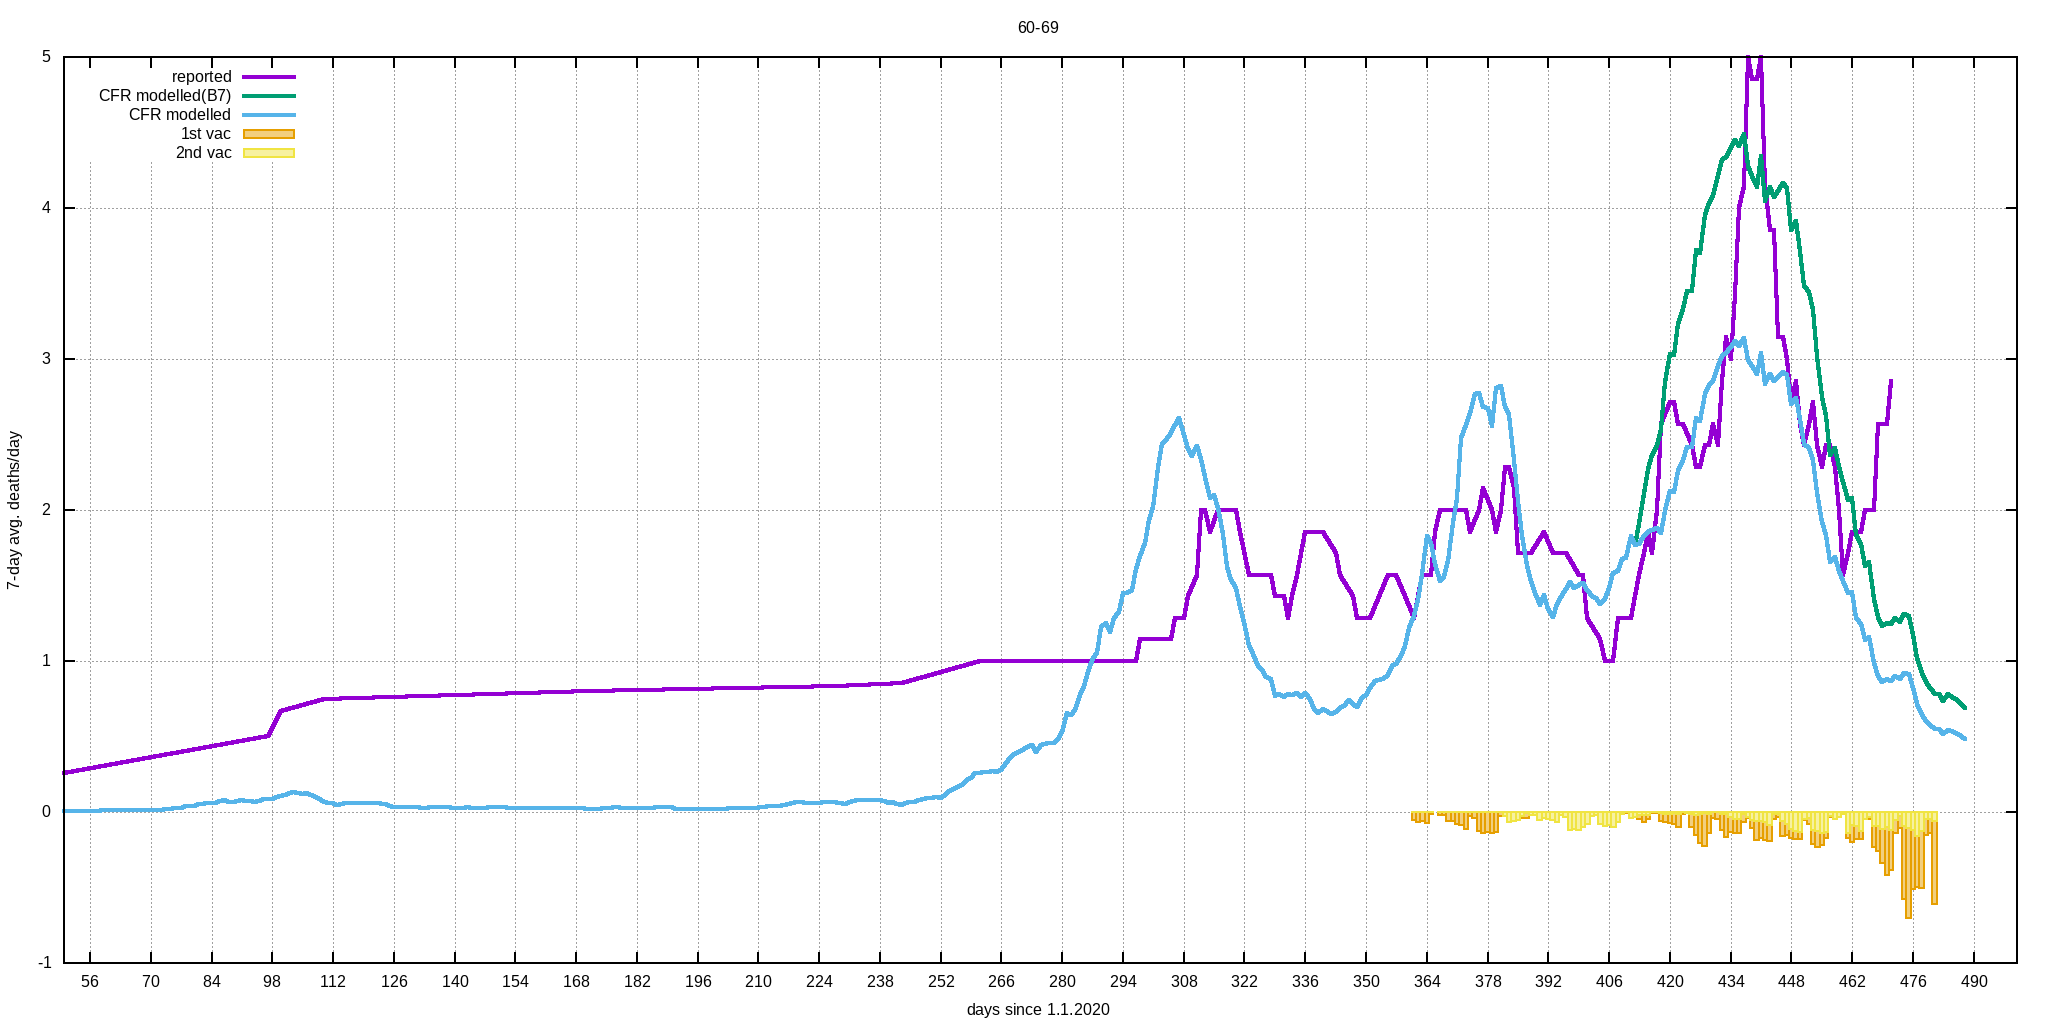 60-69
5
4
3
2
1
0
-1
reported
CFR modelled(B7)
CFR modelled
1st vac
2nd vac
7-day avg. deaths/day
56 70 84 98 112 126 140 154 168 182 196 210 224 238 252 266 280 294 308 322 336 350 364 378 392 406 420 434 448 462 476 490
days since 1.1.2020